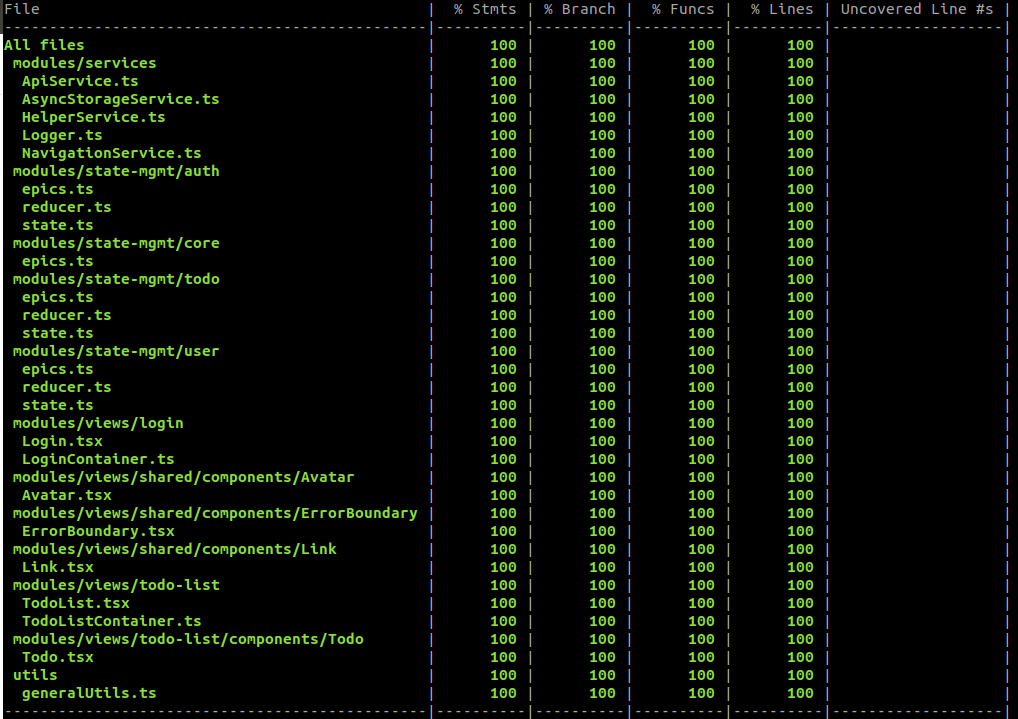 File | % Stmts | % Branch | % Funcs | % Lines | Uncovered Line #s |
-----------------------------------------------|----------|----------|----------|----------|-------------------|
All files | 100 | 100 | 100 | 100 | |
modules/services | 100 | 100 | 100 | 100 | |
ApiService.ts | 100 | 100 | 100 | 100 | |
AsyncStorageService.ts | 100 | 100 | 100 | 100 | |
HelperService.ts | 100 | 100 | 100 | 100 | |
Logger.ts | 100 | 100 | 100 | 100 | |
NavigationService.ts | 100 | 100 | 100 | 100 | |
modules/state-mgmt/auth | 100 | 100 | 100 | 100 | |
epics.ts | 100 | 100 | 100 | 100 | |
reducer.ts | 100 | 100 | 100 | 100 | |
state.ts | 100 | 100 | 100 | 100 | |
modules/state-mgmt/core | 100 | 100 | 100 | 100 | |
epics.ts | 100 | 100 | 100 | 100 | |
modules/state-mgmt/todo | 100 | 100 | 100 | 100 | |
epics.ts | 100 | 100 | 100 | 100 | |
reducer.ts | 100 | 100 | 100 | 100 | |
state.ts | 100 | 100 | 100 | 100 | |
modules/state-mgmt/user | 100 | 100 | 100 | 100 | |
epics.ts | 100 | 100 | 100 | 100 | |
reducer.ts | 100 | 100 | 100 | 100 | |
state.ts | 100 | 100 | 100 | 100 | |
modules/views/login | 100 | 100 | 100 | 100 | |
Login.tsx | 100 | 100 | 100 | 100 | |
LoginContainer.ts | 100 | 100 | 100 | 100 | |
modules/views/shared/components/Avatar | 100 | 100 | 100 | 100 | |
Avatar.tsx | 100 | 100 | 100 | 100 | |
modules/views/shared/components/ErrorBoundary | 100 | 100 | 100 | 100 | |
ErrorBoundary.tsx | 100 | 100 | 100 | 100 | |
modules/views/shared/components/Link | 100 | 100 | 100 | 100 | |
Link.tsx | 100 | 100 | 100 | 100 | |
modules/views/todo-list | 100 | 100 | 100 | 100 | |
TodoList.tsx | 100 | 100 | 100 | 100 | |
TodoListContainer.ts | 100 | 100 | 100 | 100 | |
modules/views/todo-list/components/Todo | 100 | 100 | 100 | 100 | |
Todo.tsx | 100 | 100 | 100 | 100 | |
utils | 100 | 100 | 100 | 100 | |
generalUtils.ts | 100 | 100 | 100 | 100 | |
-----------------------------------------------|----------|----------|----------|----------|-------------------|